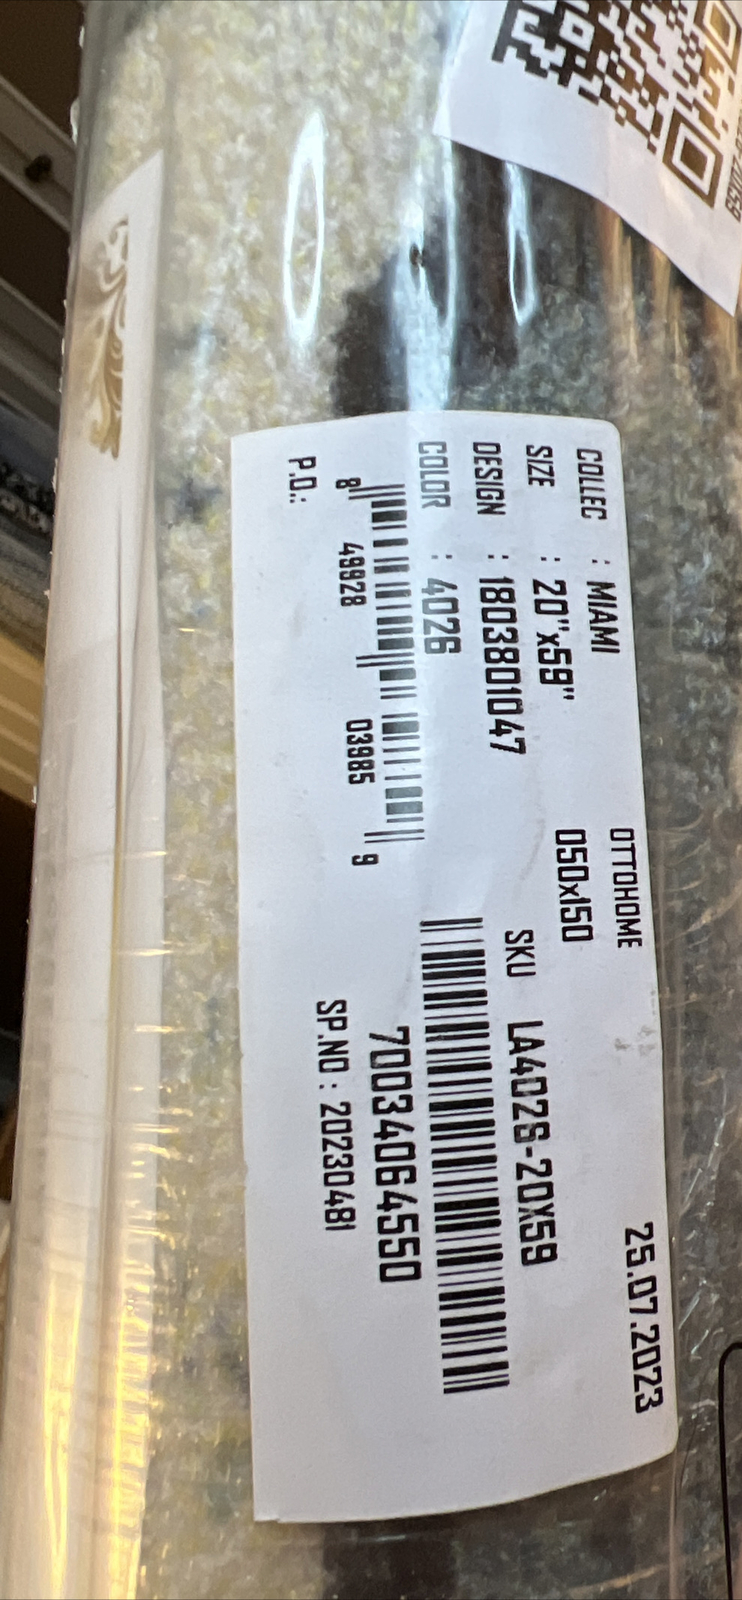 OTTOHOME 25.07.2023
COLLEC : MIAMI
SIZE : 20"x59" 050x150
DESIGN : 1803801047 SKU LA4026-20X59
COLOR : 4026
8 49928 03985 9
70034064550
P.O.: SP.NO : 20230481